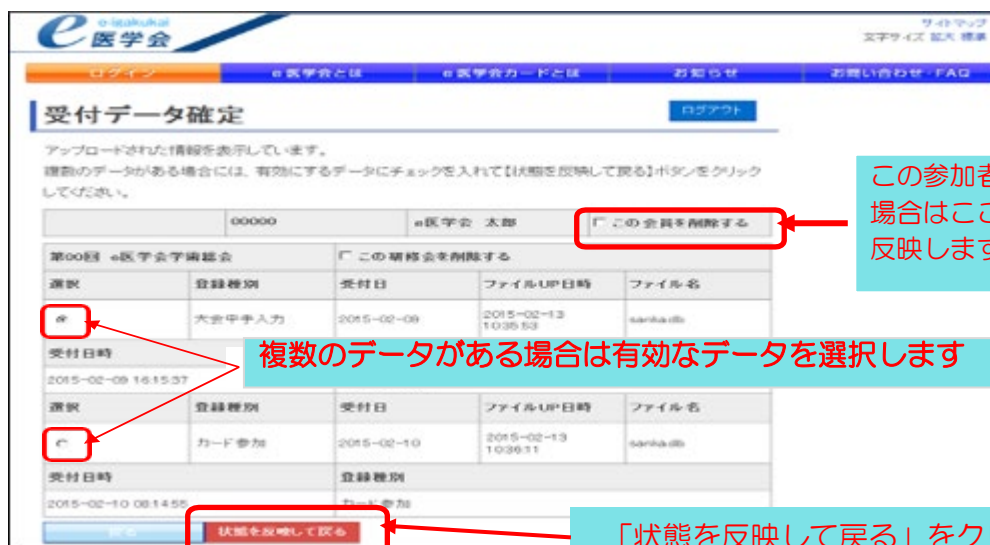 e-igakukai
e医学会
サイトマップ
文字サイズ 拡大 標準
ログイン e医学会とは e医学会カードとは お知らせ お問い合わせ・FAQ
受付データ確定 ログアウト
アップロードされた情報を表示しています。
複数のデータがある場合には、有効にするデータにチェックを入れて【状態を反映して戻る】ボタンをクリック
してください。
この参加者
場合はここ
反映します
00000 e医学会 太郎 この会員を削除する
第00回 e医学会学術総会 この研修会を削除する
選択 登録種別 受付日 ファイルUP日時 ファイル名
大会中手入力 2015-02-09 2015-02-13 sanka.db
10:35:53
受付日時
複数のデータがある場合は有効なデータを選択します
2015-02-09 16:15:37
選択 登録種別 受付日 ファイルUP日時 ファイル名
カード参加 2015-02-10 2015-02-13 sanka.db
10:36:11
受付日時 登録種別
2015-02-10 08:14:55 カード参加
戻る 状態を反映して戻る
「状態を反映して戻る」をク